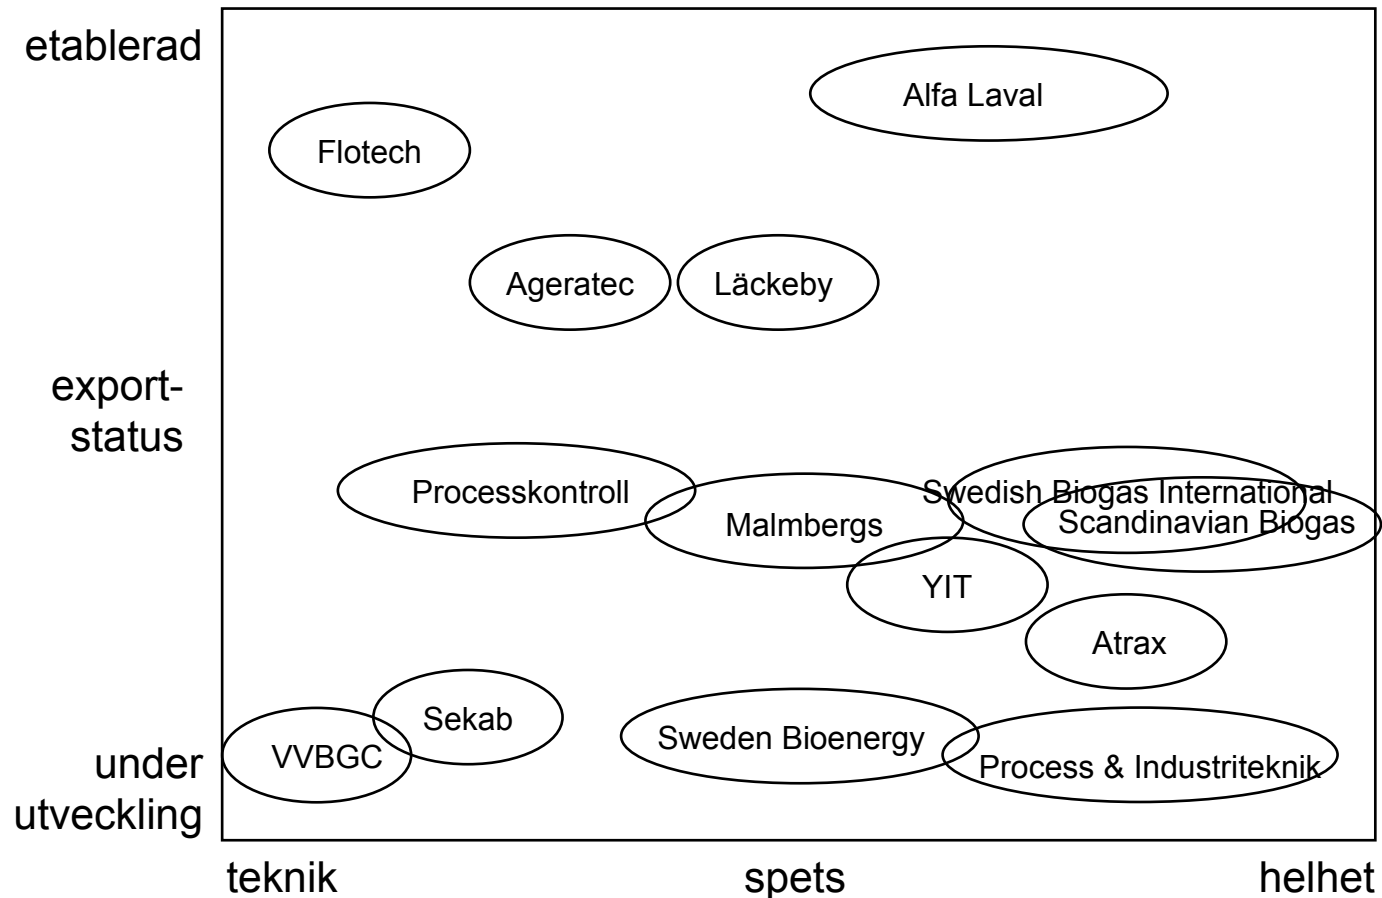 etablerad
Alfa Laval
Flotech
Ageratec
Läckeby
export-
status
Processkontroll
Swedish Biogas International
Malmbergs
Scandinavian Biogas
YIT
Atrax
Sekab
Sweden Bioenergy
VVBGC
Process & Industriteknik
under
utveckling
teknik
spets
helhet